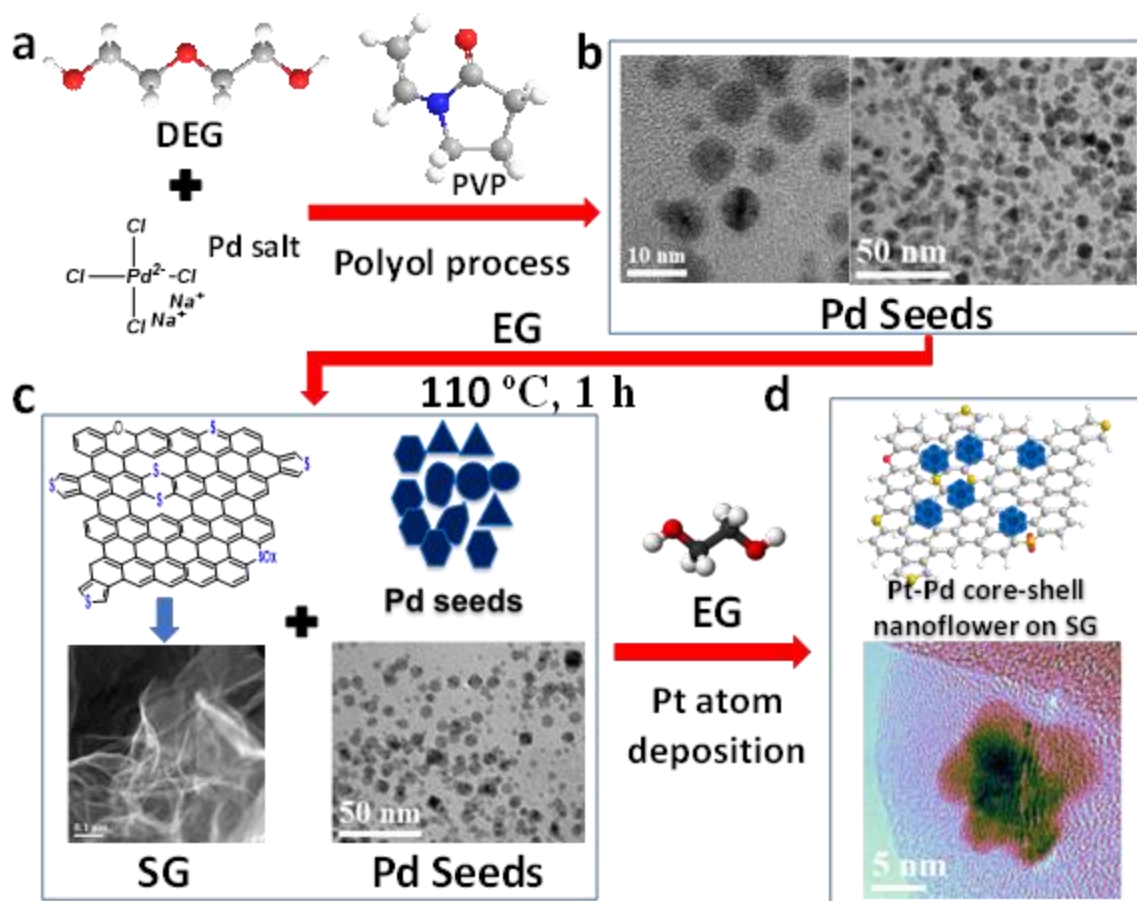 a
DEG
PVP
Cl
Cl
Pd2-
Cl
Cl
Na+
Na+
Pd salt
Polyol process
b
10 nm
50 nm
Pd Seeds
EG
110 ºC, 1 h
c
O
S
S
S
S
S
SOx
S
Pd seeds
SG
50 nm
Pd Seeds
EG
Pt atom
deposition
d
Pt-Pd core-shell
nanoflower on SG
5 nm